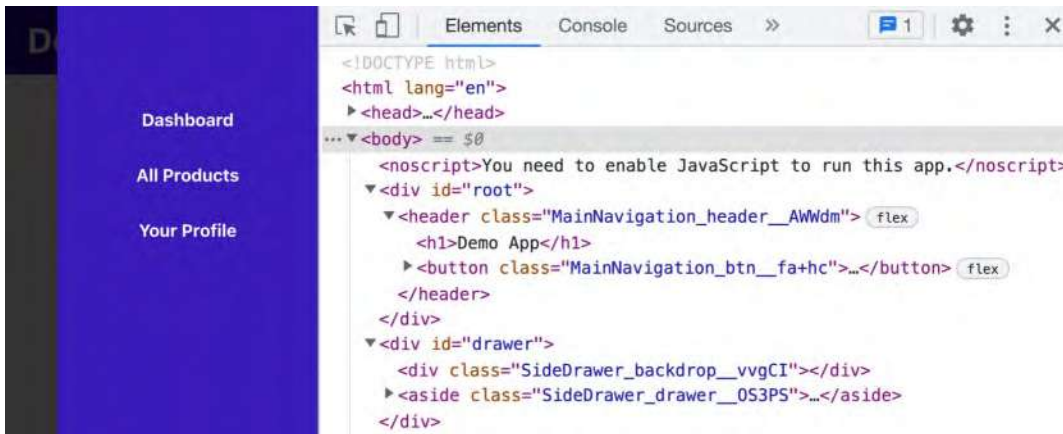 De
Dashboard
All Products
Your Profile
Elements Console Sources » 1
<!DOCTYPE html>
<html lang="en">
▶<head>…</head>
… ▼<body> == $0
<noscript>You need to enable JavaScript to run this app.</noscript>
▼<div id="root">
▼<header class="MainNavigation_header__AWWdm"> flex
<h1>Demo App</h1>
▶<button class="MainNavigation_btn__fa+hc">…</button> flex
</header>
</div>
▼<div id="drawer">
<div class="SideDrawer_backdrop__vvgCI"></div>
▶<aside class="SideDrawer_drawer__OS3PS">…</aside>
</div>